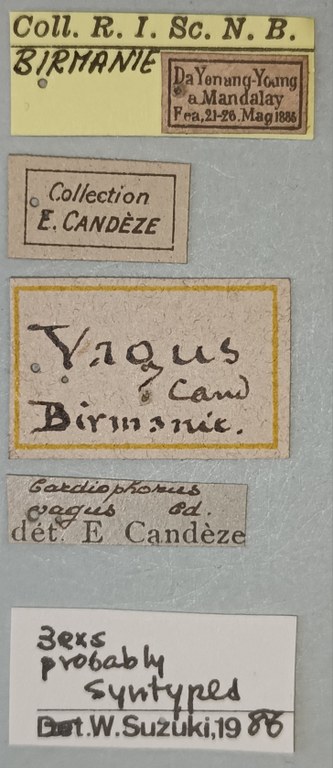 Coll. R. I. Sc. N. B.
BIRMANIE
Da Yenang-Young
a Mandalay
Fea, 21-26. Mag 1885
Collection
E. CANDÈZE
Vagus
Cand
Birmanie.
Cardiophorus
vagus Cd.
dét. E Candèze
3exs
probably
Syntypes
Det. W. Suzuki, 1986